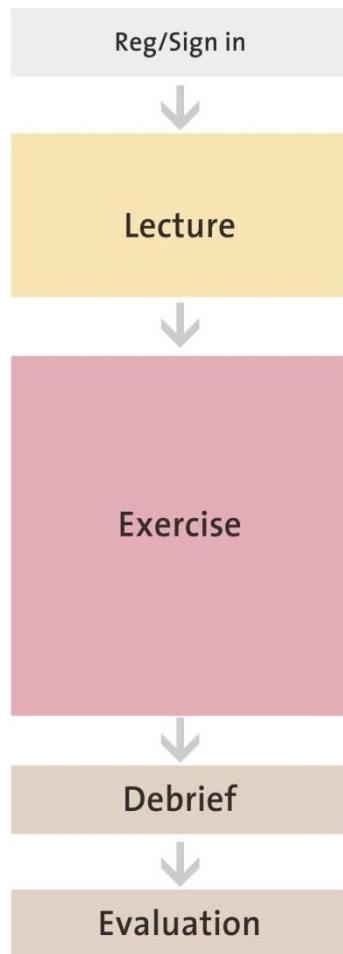 Reg/Sign in
Lecture
Exercise
Debrief
Evaluation